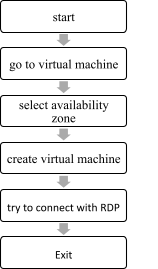 start
go to virtual machine
select availability
zone
create virtual machine
try to connect with RDP
Exit